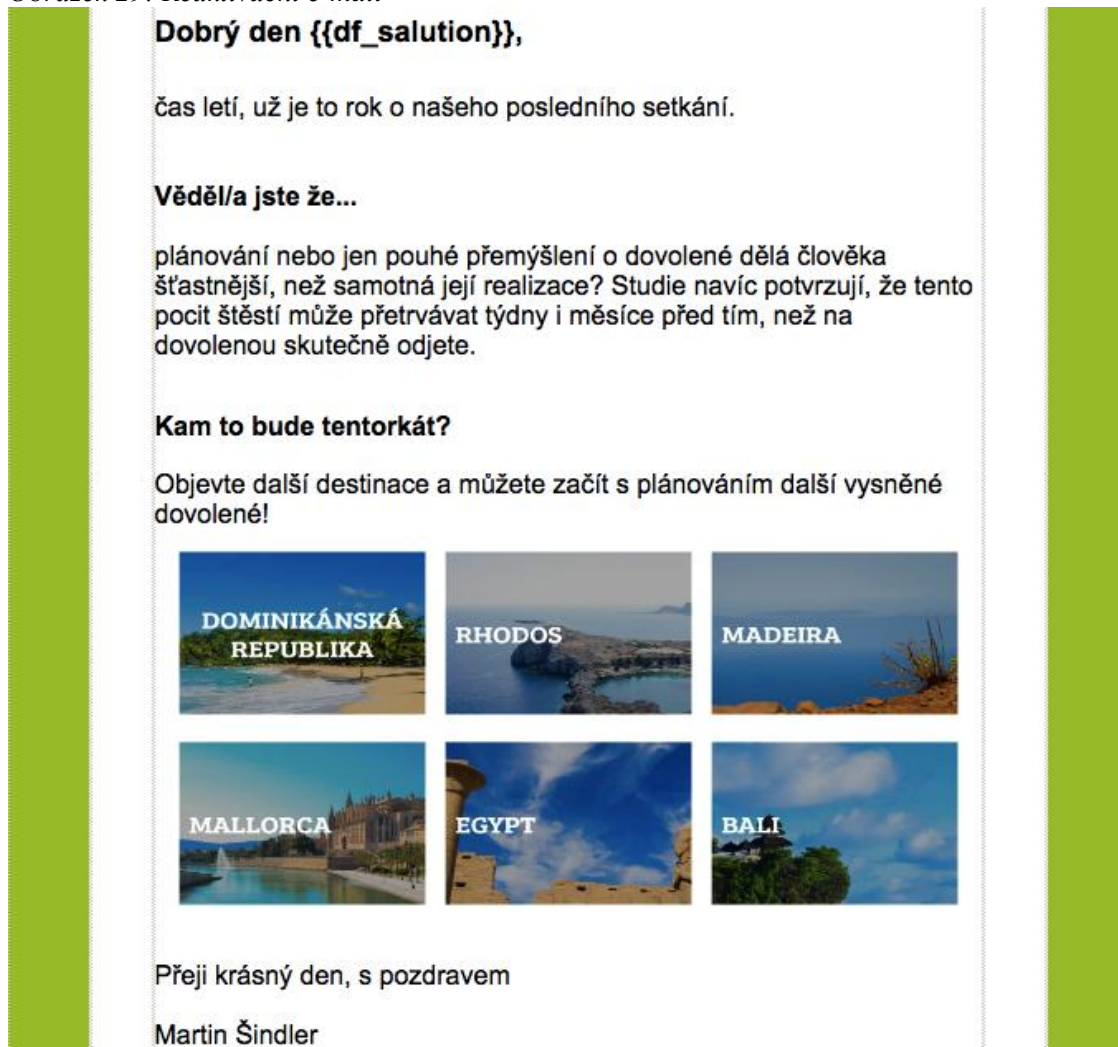 Dobrý den {{df_salution}},
čas letí, už je to rok o našeho posledního setkání.
Věděl/a jste že...
plánování nebo jen pouhé přemýšlení o dovolené dělá člověka
šťastnější, než samotná její realizace? Studie navíc potvrzují, že tento
pocit štěstí může přetrvávat týdny i měsíce před tím, než na
dovolenou skutečně odjete.
Kam to bude tentorkát?
Objevte další destinace a můžete začít s plánováním další vysněné
dovolené!
DOMINIKÁNSKÁ
REPUBLIKA
RHODOS
MADEIRA
MALLORCA
EGYPT
BALI
Přeji krásný den, s pozdravem
Martin Šindler